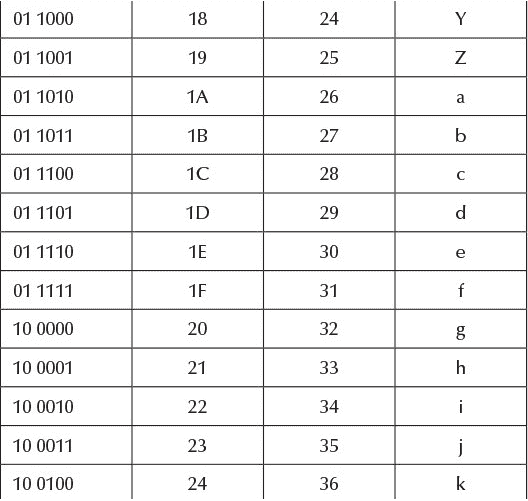 01 1000 18 24 Y
01 1001 19 25 Z
01 1010 1A 26 a
01 1011 1B 27 b
01 1100 1C 28 c
01 1101 1D 29 d
01 1110 1E 30 e
01 1111 1F 31 f
10 0000 20 32 g
10 0001 21 33 h
10 0010 22 34 i
10 0011 23 35 j
10 0100 24 36 k